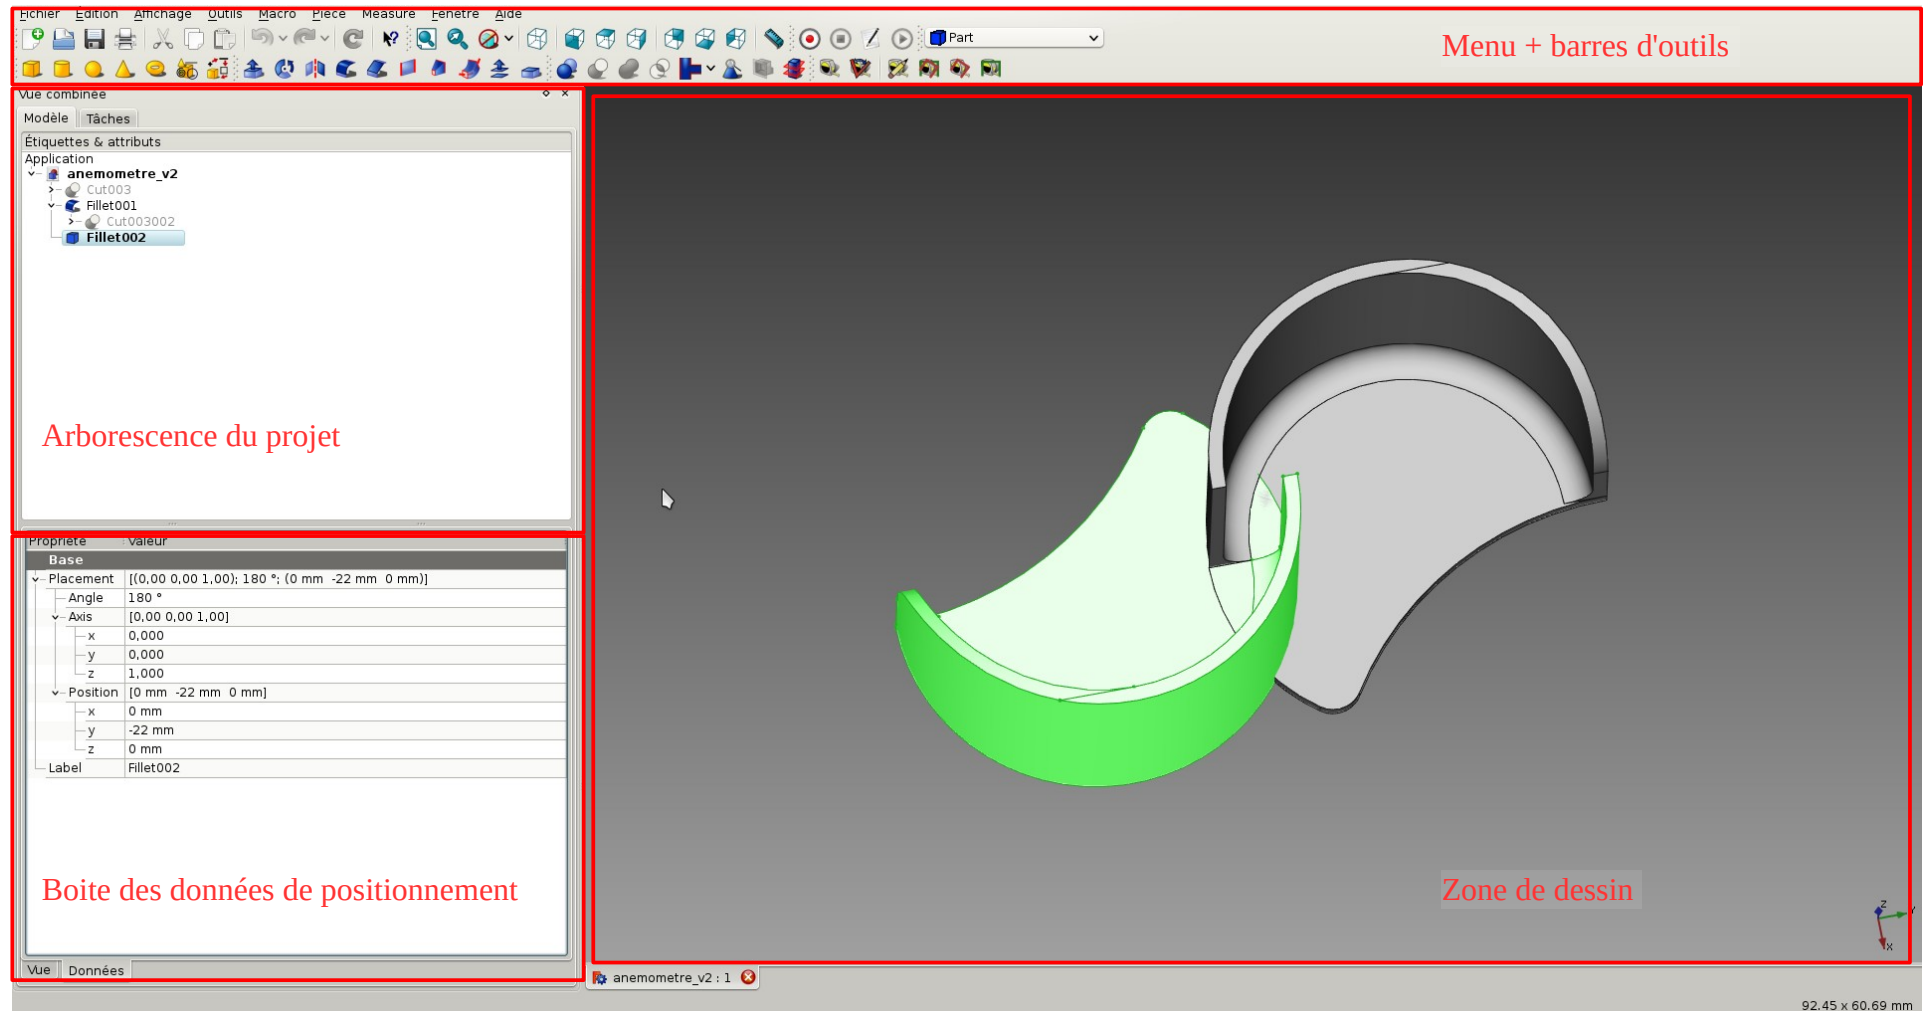 Fichier Édition Affichage Outils Macro Pièce Measure Fenêtre Aide
Part
Menu + barres d'outils
Vue combinée
Modèle Tâches
Étiquettes & attributs
Application
anemometre_v2
Cut003
Fillet001
Cut003002
Fillet002
Arborescence du projet
Propriété Valeur
Base
Placement [(0,00 0,00 1,00); 180 °; (0 mm -22 mm 0 mm)]
Angle 180 °
Axis [0,00 0,00 1,00]
x 0,000
y 0,000
z 1,000
Position [0 mm -22 mm 0 mm]
x 0 mm
y -22 mm
z 0 mm
Label Fillet002
Boite des données de positionnement
Zone de dessin
Z
Y
X
Vue Données
anemometre_v2 : 1
92.45 x 60.69 mm